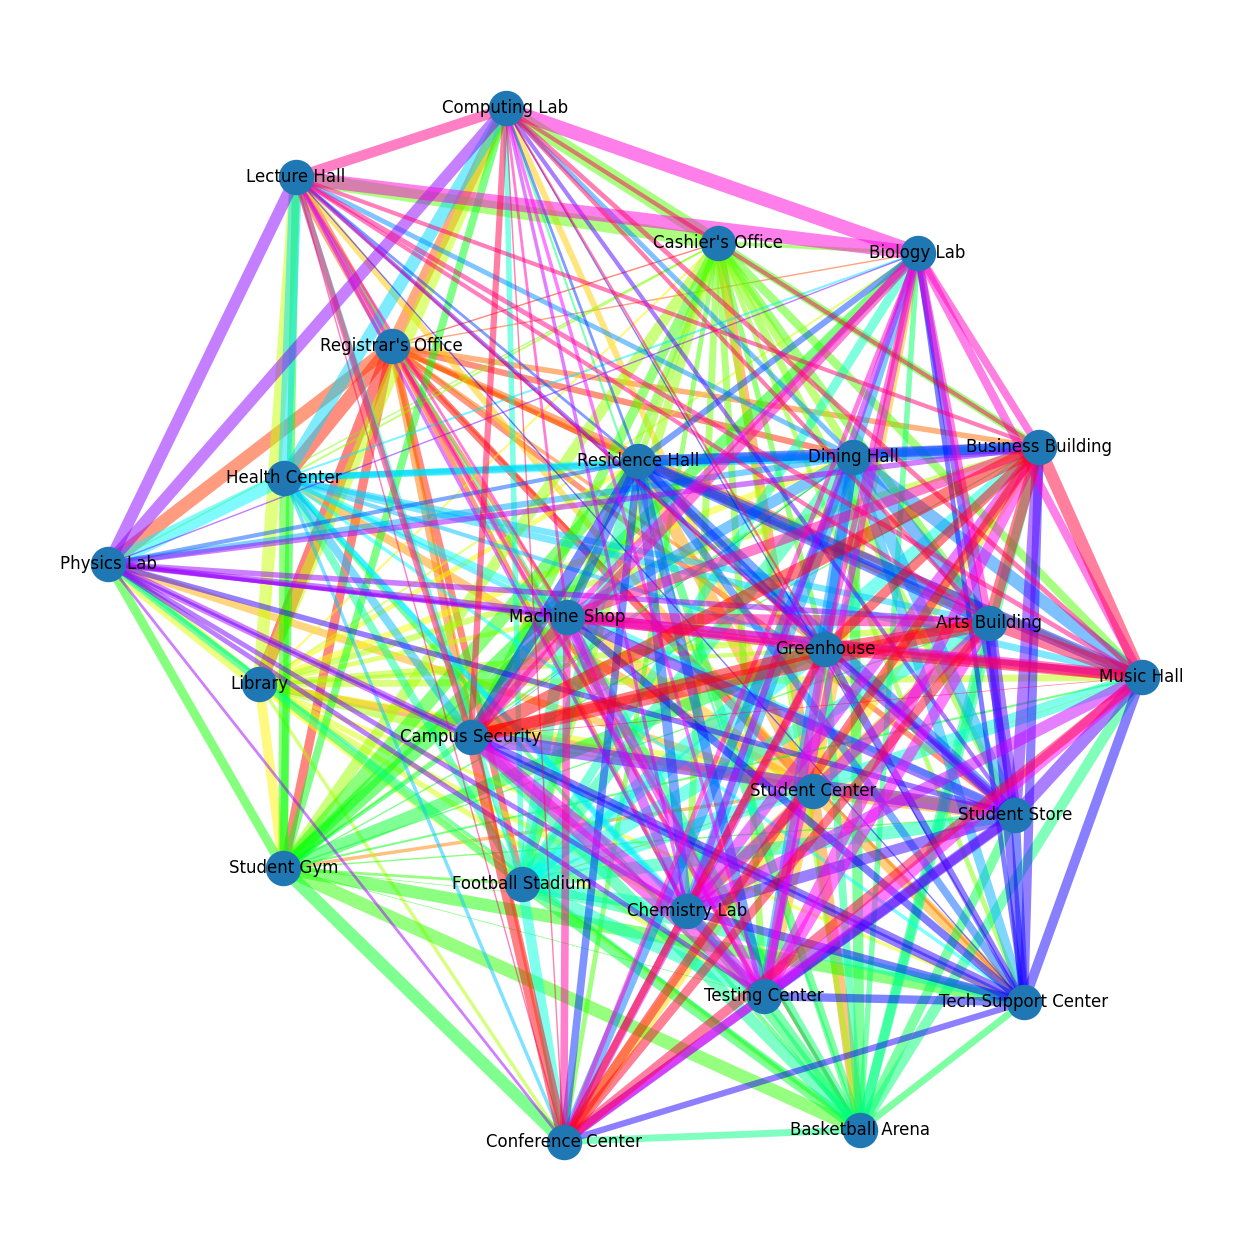 Computing Lab
Lecture Hall
Cashier's Office
Biology Lab
Registrar's Office
Business Building
Residence Hall
Dining Hall
Health Center
Physics Lab
Machine Shop
Arts Building
Greenhouse
Music Hall
Library
Campus Security
Student Center
Student Store
Student Gym
Football Stadium
Chemistry Lab
Testing Center
Tech Support Center
Basketball Arena
Conference Center